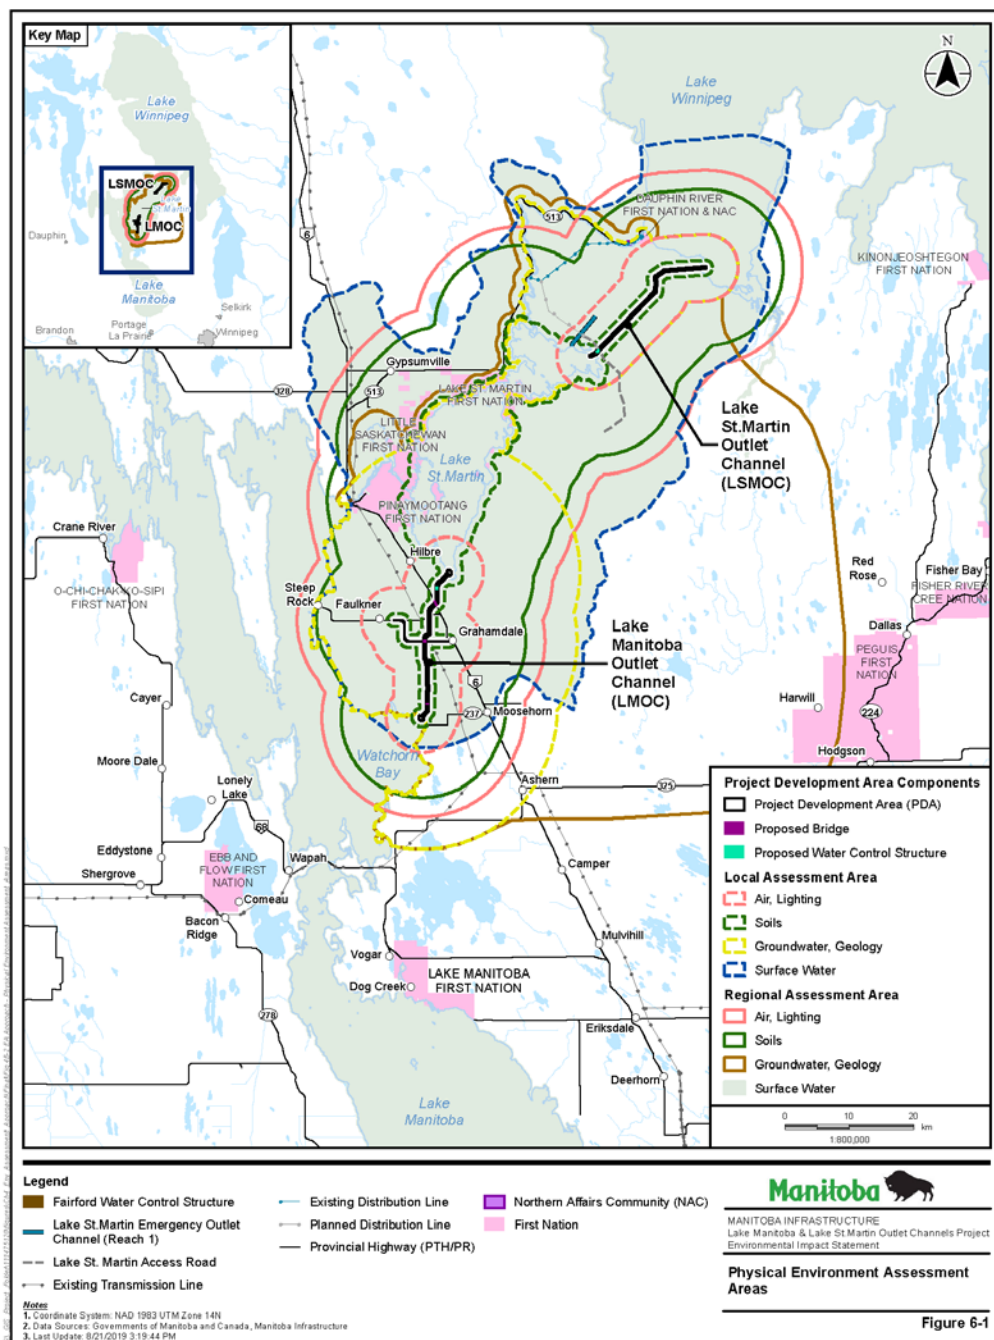 Key Map
Lake
Winnipeg
LSMOC
Lake
St.Martin
LMOC
Dauphin
Lake
Manitoba
Selkirk
Portage
La Prairie
Brandon
Winnipeg
N
Lake
Winnipeg
6
513
DAUPHIN RIVER
FIRST NATION & NAC
KINONJEOSHTEGON
FIRST NATION
Gypsumville
328
513
LAKE ST. MARTIN
FIRST NATION
LITTLE
SASKATCHEWAN
FIRST NATION
Lake
St.Martin
Outlet
Channel
(LSMOC)
Lake
St.Martin
PINAYMOOTANG
FIRST NATION
Crane River
Hilbre
O-CHI-CHAK-KO-SIPI
FIRST NATION
Steep
Rock
Faulkner
Grahamdale
Red
Rose
Fisher Bay
FISHER RIVER
CREE NATION
Dallas
PEGUIS
FIRST
NATION
Lake
Manitoba
Outlet
Channel
(LMOC)
6
237
Moosehorn
Harwill
224
Hodgson
Cayer
Moore Dale
Watchorn
Bay
Lonely
Lake
68
Ashern
325
Eddystone
Shergrove
EBB AND
FLOW FIRST
NATION
Wapah
Comeau
Bacon
Ridge
Camper
Mulvihill
Vogar
LAKE MANITOBA
FIRST NATION
Dog Creek
278
Eriksdale
Deerhorn
Lake
Manitoba
Project Development Area Components
Project Development Area (PDA)
Proposed Bridge
Proposed Water Control Structure
Local Assessment Area
Air, Lighting
Soils
Groundwater, Geology
Surface Water
Regional Assessment Area
Air, Lighting
Soils
Groundwater, Geology
Surface Water
0 10 20
km
1:800,000
Legend
Fairford Water Control Structure
Lake St.Martin Emergency Outlet
Channel (Reach 1)
Lake St. Martin Access Road
Existing Transmission Line
Existing Distribution Line
Planned Distribution Line
Provincial Highway (PTH/PR)
Northern Affairs Community (NAC)
First Nation
Notes
1. Coordinate System: NAD 1983 UTM Zone 14N
2. Data Sources: Governments of Manitoba and Canada, Manitoba Infrastructure
3. Last Update: 8/21/2019 3:19:44 PM
Manitoba
MANITOBA INFRASTRUCTURE
Lake Manitoba & Lake St.Martin Outlet Channels Project
Environmental Impact Statement
Physical Environment Assessment
Areas
Figure 6-1